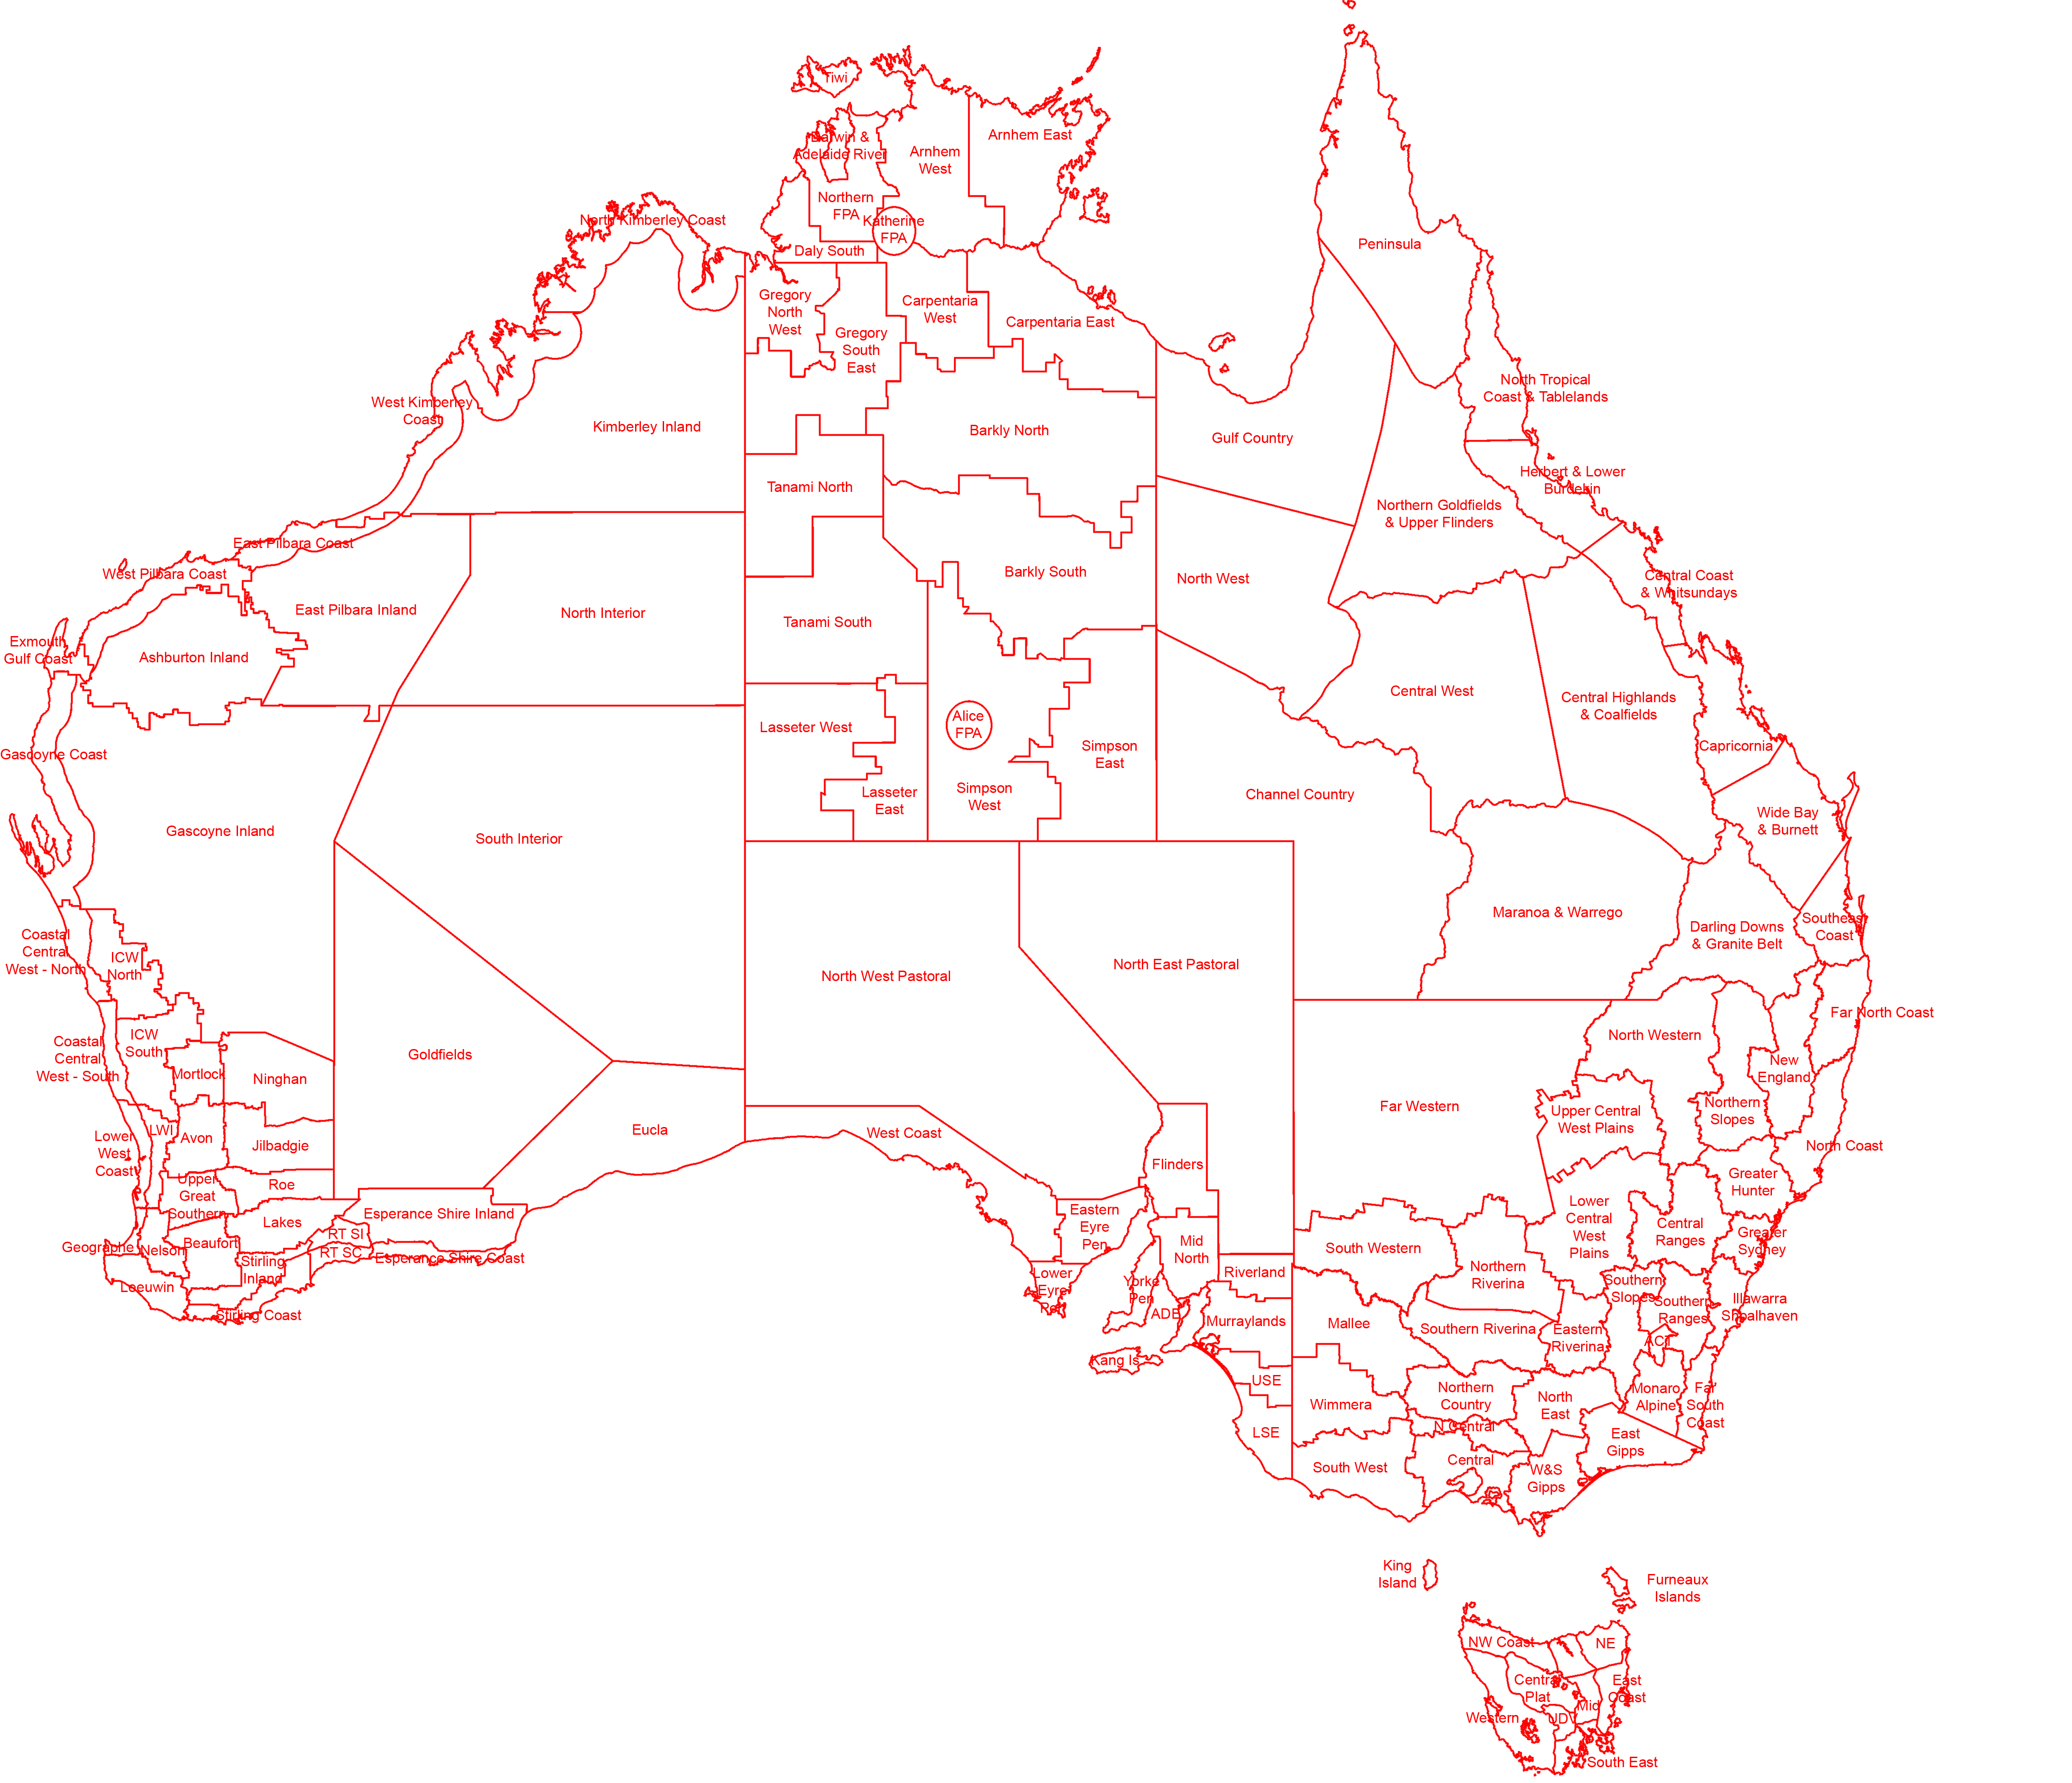 Tiwi
Darwin &
Adelaide River
Arnhem
West
Arnhem East
Northern
FPA
Katherine
FPA
Daly South
North Kimberley Coast
Peninsula
Gregory
North
West
Gregory
South
East
Carpentaria
West
Carpentaria East
West Kimberley
Coast
Kimberley Inland
Barkly North
Gulf Country
North Tropical
Coast & Tablelands
Herbert & Lower
Burdekin
Tanami North
Northern Goldfields
& Upper Flinders
East Pilbara Coast
West Pilbara Coast
East Pilbara Inland
North Interior
Barkly South
North West
Central Coast
& Whitsundays
Tanami South
Exmouth
Gulf Coast
Ashburton Inland
Central West
Central Highlands
& Coalfields
Lasseter West
Alice
FPA
Simpson
East
Capricornia
Gascoyne Coast
Lasseter
East
Simpson
West
Channel Country
Wide Bay
& Burnett
Gascoyne Inland
South Interior
Maranoa & Warrego
Darling Downs
& Granite Belt
Southeast
Coast
Coastal
Central
West - North
ICW
North
North West Pastoral
North East Pastoral
Far North Coast
Coastal
Central
West - South
ICW
South
Mortlock
Ninghan
Goldfields
North Western
New
England
Far Western
Upper Central
West Plains
Northern
Slopes
Lower
West
Coast
LWI
Avon
Jilbadgie
Eucla
West Coast
North Coast
Upper
Great
Southern
Roe
Flinders
Greater
Hunter
Lakes
Esperance Shire Inland
Eastern
Eyre
Pen
Lower
Central
West
Plains
Central
Ranges
Greater
Sydney
Geographe
Nelson
Beaufort
RT SI
RT SC
Esperance Shire Coast
Mid
North
South Western
Northern
Riverina
Leeuwin
Stirling
Inland
Stirling Coast
Lower
Eyre
Pen
Yorke
Pen
ADE
Riverland
Murraylands
Mallee
Southern Riverina
Eastern
Riverina
Southern
Slopes
Southern
Ranges
Illawarra
Shoalhaven
ACT
Kang Is
USE
LSE
Wimmera
Northern
Country
North
East
Monaro
Alpine
Far
South
Coast
N Central
Central
East
Gipps
South West
W&S
Gipps
King
Island
Furneaux
Islands
NW Coast
NE
Central
Plat
East
Coast
Mid
Western
UDV
South East